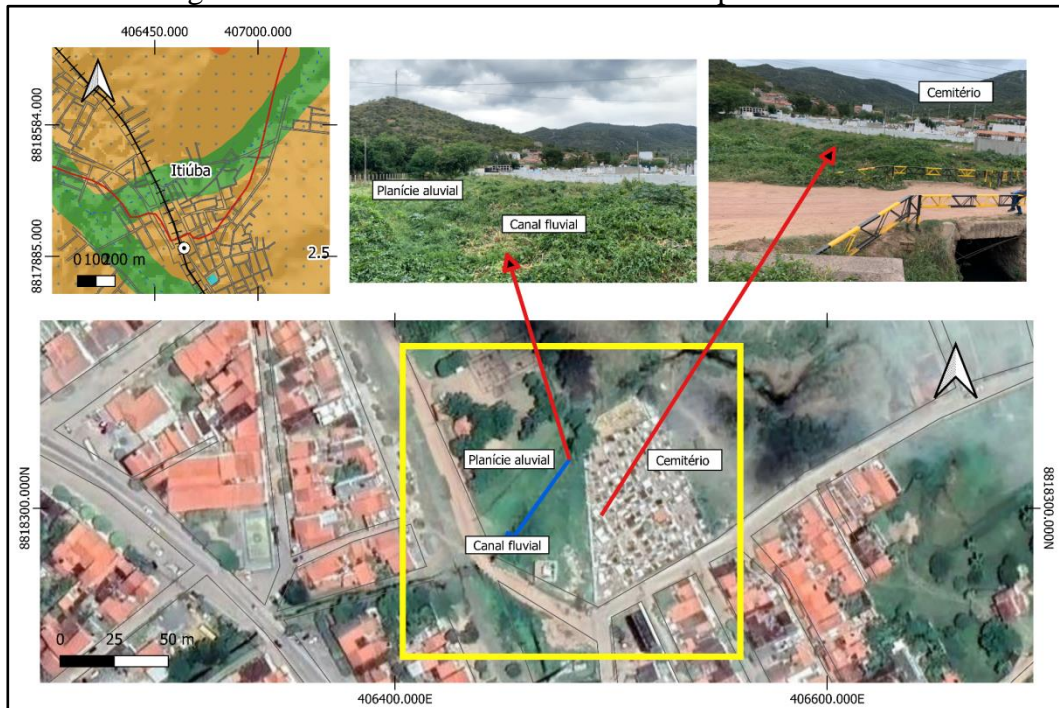 406450.000 407000.000
8818584.000
8817885.000
Itiúba
2.5
0 100200 m
Planície aluvial
Canal fluvial
Cemitério
Planície aluvial
Cemitério
Canal fluvial
8818300.000N
8818300.000N
0 25 50 m
406400.000E 406600.000E